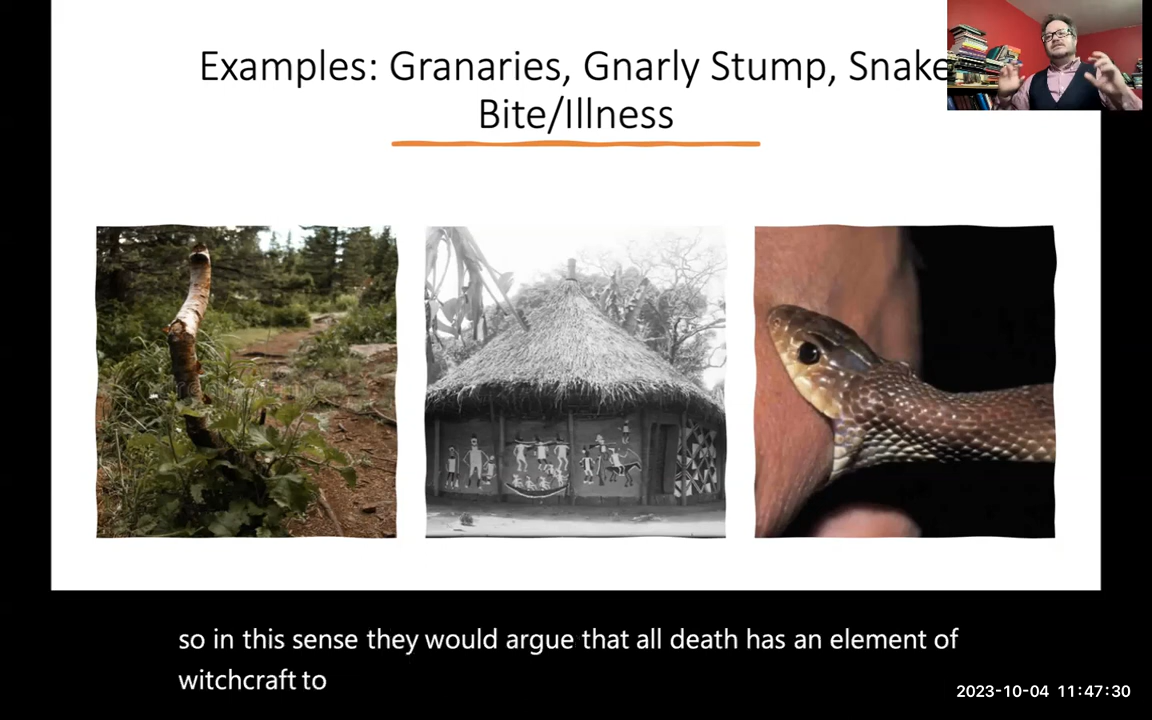 Examples: Granaries, Gnarly Stump, Snake
Bite/Illness
so in this sense they would argue that all death has an element of
witchcraft to
2023-10-04 11:47:30